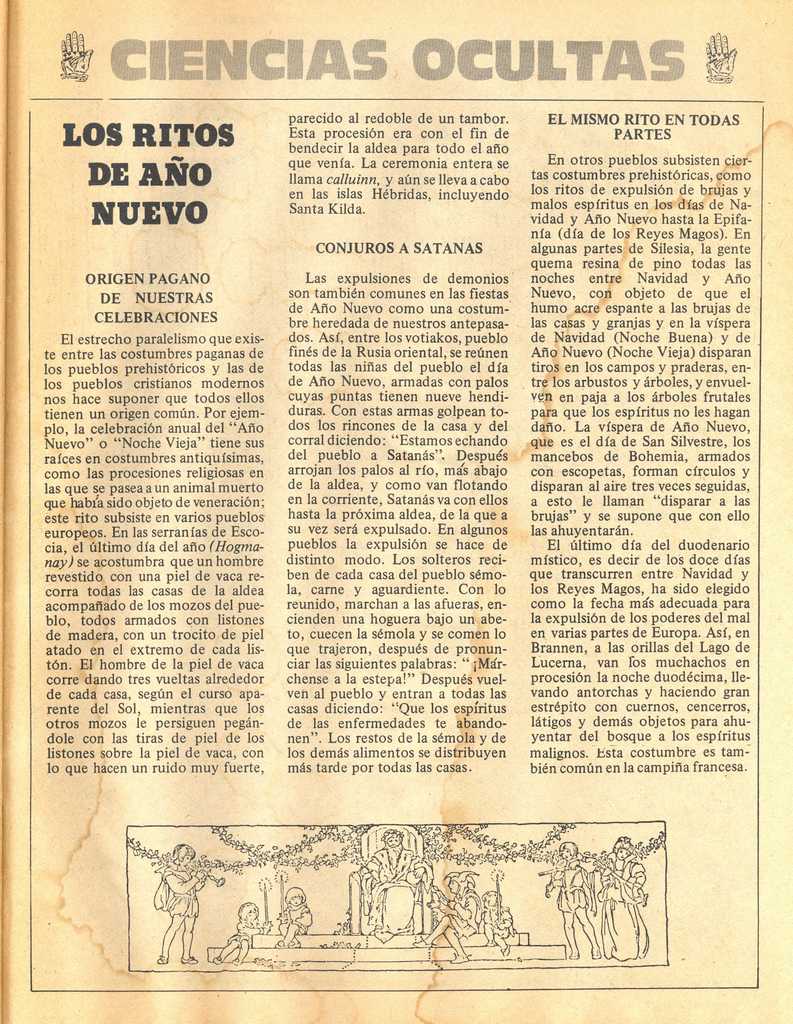 CIENCIAS OCULTAS
LOS RITOS
DE AÑO
NUEVO
ORIGEN PAGANO
DE NUESTRAS
CELEBRACIONES
El estrecho paralelismo que exis-
te entre las costumbres paganas de
los pueblos prehistóricos y las de
los pueblos cristianos modernos
nos hace suponer que todos ellos
tienen un origen común. Por ejem-
plo, la celebración anual del "Año
Nuevo" o "Noche Vieja" tiene sus
raíces en costumbres antiquísimas,
como las procesiones religiosas en
las que se pasea a un animal muerto
que había sido objeto de veneración;
este rito subsiste en varios pueblos
europeos. En las serranías de Esco-
cia, el último día del año (Hogma-
nay) se acostumbra que un hombre
revestido con una piel de vaca re-
corra todas las casas de la aldea
acompañado de los mozos del pue-
blo, todos armados con listones
de madera, con un trocito de piel
atado en el extremo de cada lis-
tón. El hombre de la piel de vaca
corre dando tres vueltas alrededor
de cada casa, según el curso apa-
rente del Sol, mientras que los
otros mozos le persiguen pegán-
dole con las tiras de piel de los
listones sobre la piel de vaca, con
lo que hacen un ruido muy fuerte,
parecido al redoble de un tambor.
Esta procesión era con el fin de
bendecir la aldea para todo el año
que venía. La ceremonia entera se
llama calluinn, y aún se lleva a cabo
en las islas Hébridas, incluyendo
Santa Kilda.
CONJUROS A SATANAS
Las expulsiones de demonios
son también comunes en las fiestas
de Año Nuevo como una costum-
bre heredada de nuestros antepasa-
dos. Así, entre los votiakos, pueblo
finés de la Rusia oriental, se reúnen
todas las niñas del pueblo el día
de Año Nuevo, armadas con palos
cuyas puntas tienen nueve hendi-
duras. Con estas armas golpean to-
dos los rincones de la casa y del
corral diciendo: "Estamos echando
del pueblo a Satanás". Después
arrojan los palos al río, más abajo
de la aldea, y como van flotando
en la corriente, Satanás va con ellos
hasta la próxima aldea, de la que a
su vez será expulsado. En algunos
pueblos la expulsión se hace de
distinto modo. Los solteros reci-
ben de cada casa del pueblo sémo-
la, carne y aguardiente. Con lo
reunido, marchan a las afueras, en-
cienden una hoguera bajo un abe-
to, cuecen la sémola y se comen lo
que trajeron, después de pronun-
ciar las siguientes palabras: "¡Már-
chense a la estepa!" Después vuel-
ven al pueblo y entran a todas las
casas diciendo: "Que los espíritus
de las enfermedades te abando-
nen". Los restos de la sémola y de
los demás alimentos se distribuyen
más tarde por todas las casas.
EL MISMO RITO EN TODAS
PARTES
En otros pueblos subsisten cier-
tas costumbres prehistóricas, como
los ritos de expulsión de brujas y
malos espíritus en los días de Na-
vidad y Año Nuevo hasta la Epifa-
nía (día de los Reyes Magos). En
algunas partes de Silesia, la gente
quema resina de pino todas las
noches entre Navidad y Año
Nuevo, con objeto de que el
humo acre espante a las brujas de
las casas y granjas y en la víspera
de Navidad (Noche Buena) y de
Año Nuevo (Noche Vieja) disparan
tiros en los campos y praderas, en-
tre los arbustos y árboles, y envuel-
ven en paja a los árboles frutales
para que los espíritus no les hagan
daño. La víspera de Año Nuevo,
que es el día de San Silvestre, los
mancebos de Bohemia, armados
con escopetas, forman círculos y
disparan al aire tres veces seguidas,
a esto le llaman "disparar a las
brujas" y se supone que con ello
las ahuyentarán.
El último día del duodenario
místico, es decir de los doce días
que transcurren entre Navidad y
los Reyes Magos, ha sido elegido
como la fecha más adecuada para
la expulsión de los poderes del mal
en varias partes de Europa. Así, en
Brannen, a las orillas del Lago de
Lucerna, van los muchachos en
procesión la noche duodécima, lle-
vando antorchas y haciendo gran
estrépito con cuernos, cencerros,
látigos y demás objetos para ahu-
yentar del bosque a los espíritus
malignos. Esta costumbre es tam-
bién común en la campiña francesa.